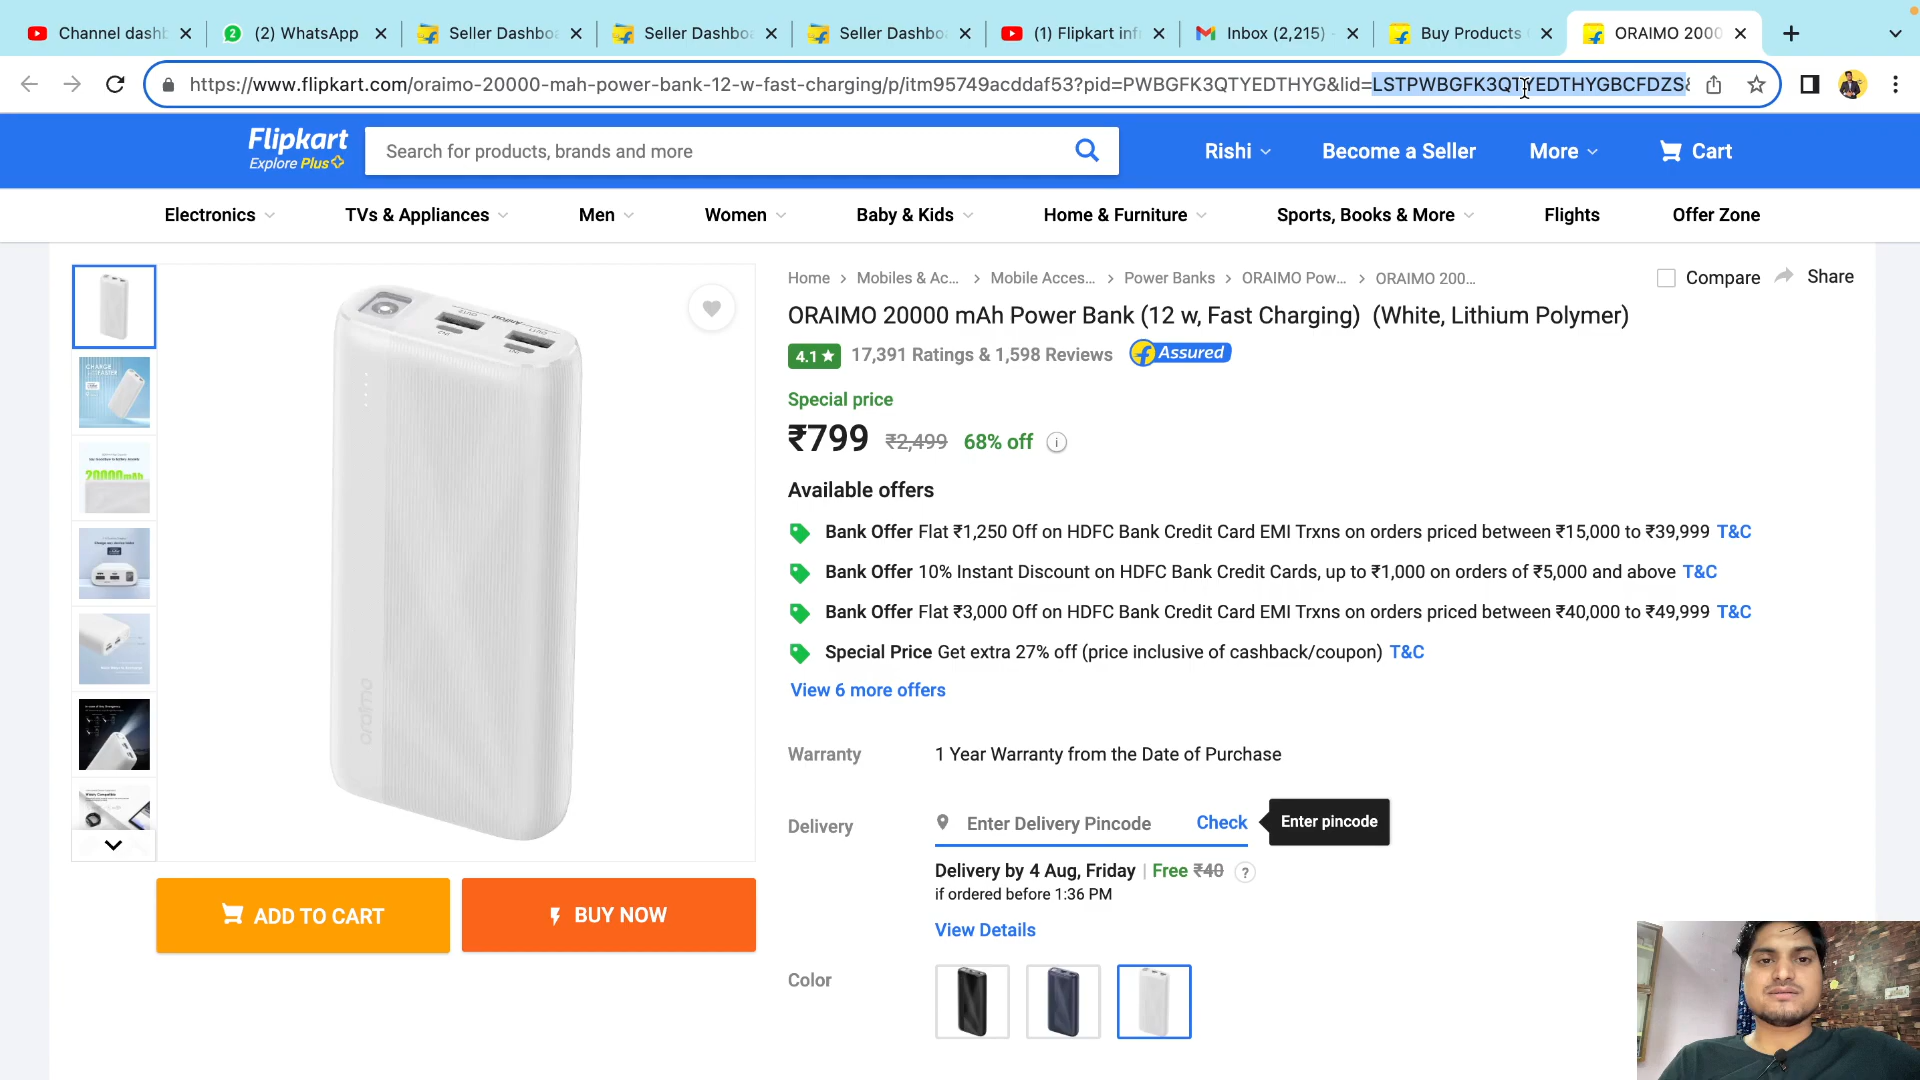 Channel dashb
(2) WhatsApp
Seller Dashbo
Seller Dashbo
Seller Dashbo
(1) Flipkart inf
Inbox (2,215) -
Buy Products
ORAIMO 2000
https://www.flipkart.com/oraimo-20000-mah-power-bank-12-w-fast-charging/p/itm95749acddaf53?pid=PWBGFK3QTYEDTHYG&lid=LSTPWBGFK3QTYEDTHYGBCFDZS&
Flipkart
Explore Plus
Search for products, brands and more
Rishi
Become a Seller
More
Cart
Electronics
TVs & Appliances
Men
Women
Baby & Kids
Home & Furniture
Sports, Books & More
Flights
Offer Zone
Home > Mobiles & Ac... > Mobile Acces... > Power Banks > ORAIMO Pow... > ORAIMO 200...
Compare
Share
ORAIMO 20000 mAh Power Bank (12 w, Fast Charging) (White, Lithium Polymer)
4.1★ 17,391 Ratings & 1,598 Reviews
Assured
Special price
₹799 ₹2,499 68% off
Available offers
Bank Offer Flat ₹1,250 Off on HDFC Bank Credit Card EMI Trxns on orders priced between ₹15,000 to ₹39,999 T&C
Bank Offer 10% Instant Discount on HDFC Bank Credit Cards, up to ₹1,000 on orders of ₹5,000 and above T&C
Bank Offer Flat ₹3,000 Off on HDFC Bank Credit Card EMI Trxns on orders priced between ₹40,000 to ₹49,999 T&C
Special Price Get extra 27% off (price inclusive of cashback/coupon) T&C
View 6 more offers
Warranty
1 Year Warranty from the Date of Purchase
Delivery
Enter Delivery Pincode
Check
Enter pincode
Delivery by 4 Aug, Friday | Free ₹40 ?
if ordered before 1:36 PM
View Details
Color
ADD TO CART
BUY NOW
oraimo
CHARGE
20000mAh